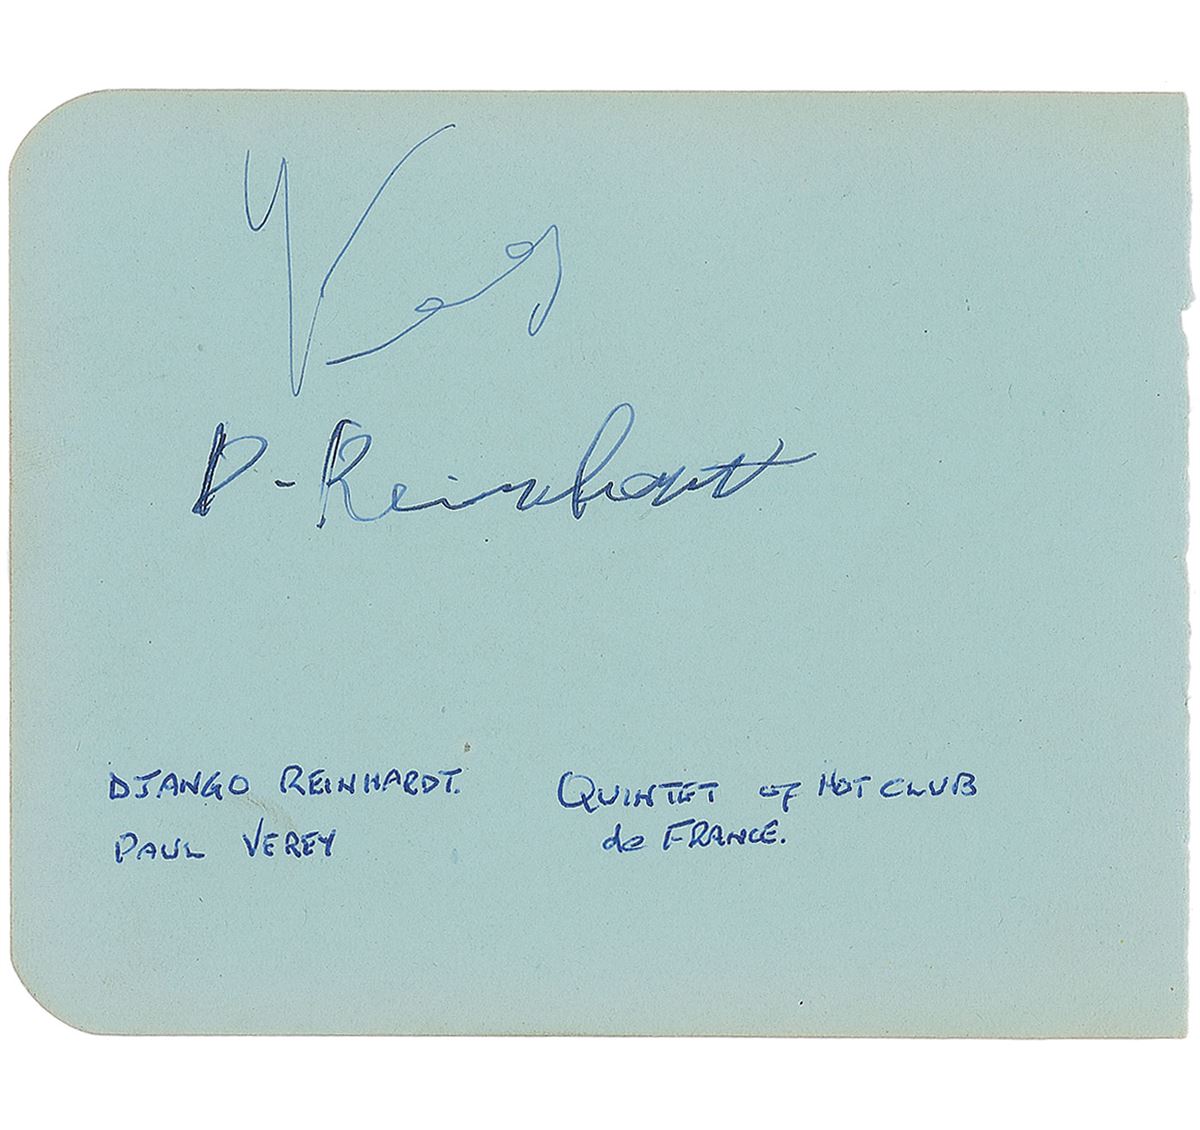 D-Reinhardt
DJANGO REINHARDT.
PAUL VEREY
QUINTET of HOT CLUB
de FRANCE.